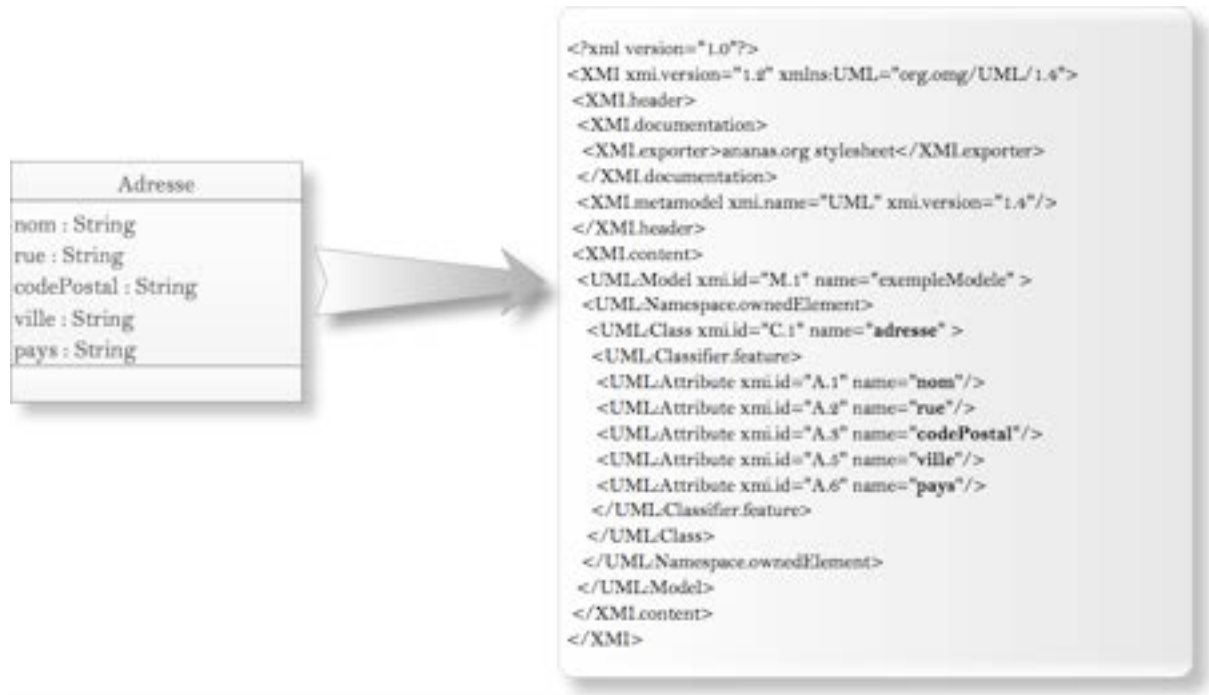 Adresse
nom : String
rue : String
codePostal : String
ville : String
pays : String
<?xml version="1.0"?>
<XMI xmi.version="1.2" xmlns:UML="org.omg/UML/1.4">
<XMI.header>
<XMI.documentation>
<XMI.exporter>ananas.org stylesheet</XMI.exporter>
</XMI.documentation>
<XMI.metamodel xmi.name="UML" xmi.version="1.4"/>
</XMI.header>
<XMI.content>
<UML:Model xmi.id="M.1" name="exempleModele" >
<UML:Namespace.ownedElement>
<UML:Class xmi.id="C.1" name="adresse" >
<UML:Classifier.feature>
<UML:Attribute xmi.id="A.1" name="nom"/>
<UML:Attribute xmi.id="A.2" name="rue"/>
<UML:Attribute xmi.id="A.3" name="codePostal"/>
<UML:Attribute xmi.id="A.5" name="ville"/>
<UML:Attribute xmi.id="A.6" name="pays"/>
</UML:Classifier.feature>
</UML:Class>
</UML:Namespace.ownedElement>
</UML:Model>
</XMI.content>
</XMI>